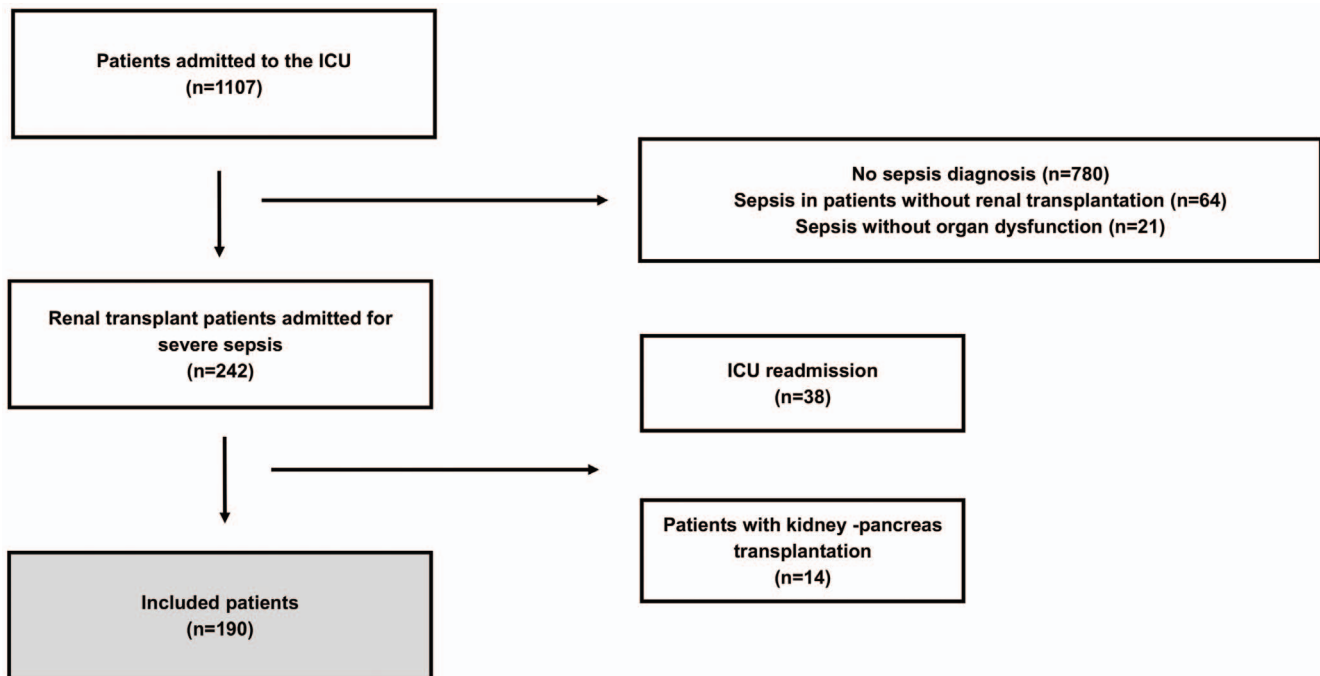 Patients admitted to the ICU
(n=1107)
No sepsis diagnosis (n=780)
Sepsis in patients without renal transplantation (n=64)
Sepsis without organ dysfunction (n=21)
Renal transplant patients admitted for
severe sepsis
(n=242)
ICU readmission
(n=38)
Patients with kidney -pancreas
transplantation
(n=14)
Included patients
(n=190)